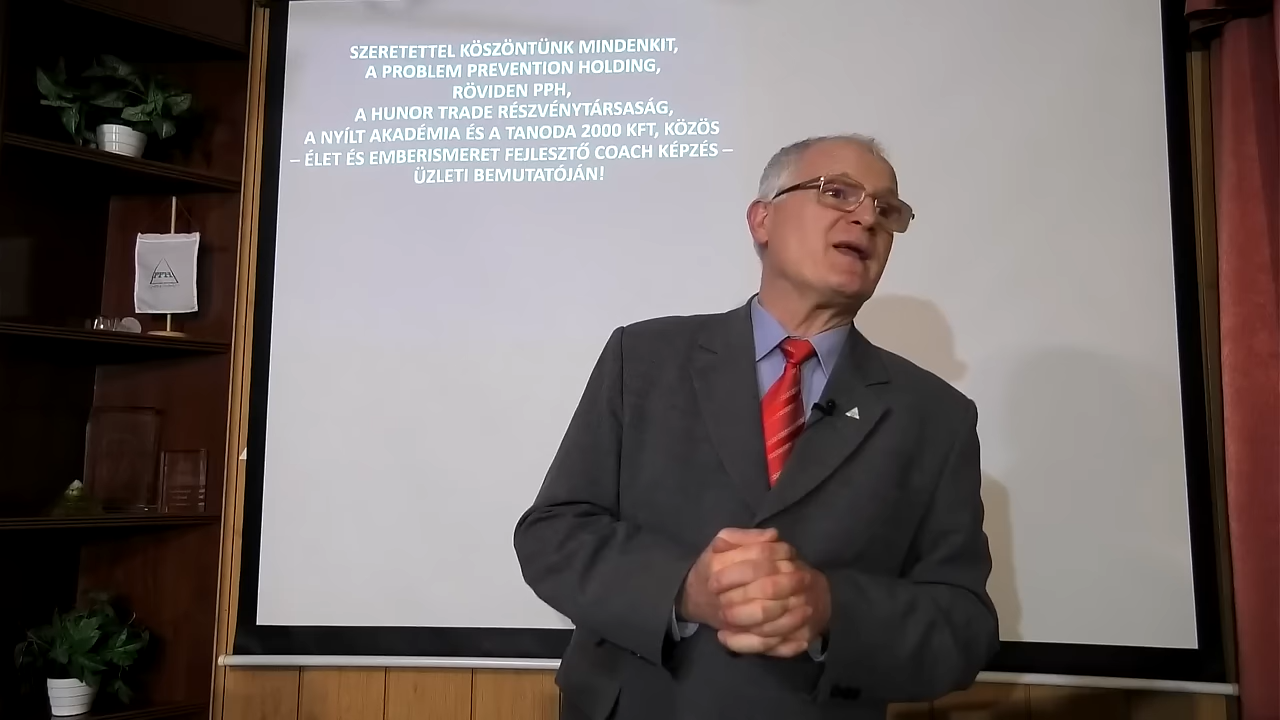 SZERETETTEL KÖSZÖNTÜNK MINDENKIT,
A PROBLEM PREVENTION HOLDING,
RÖVIDEN PPH,
A HUNOR TRADE RÉSZVÉNYTÁRSASÁG,
A NYÍLT AKADÉMIA ÉS A TANODA 2000 KFT, KÖZÖS
– ÉLET ÉS EMBERISMERET FEJLESZTŐ COACH KÉPZÉS –
ÜZLETI BEMUTATÓJÁN!
PPH